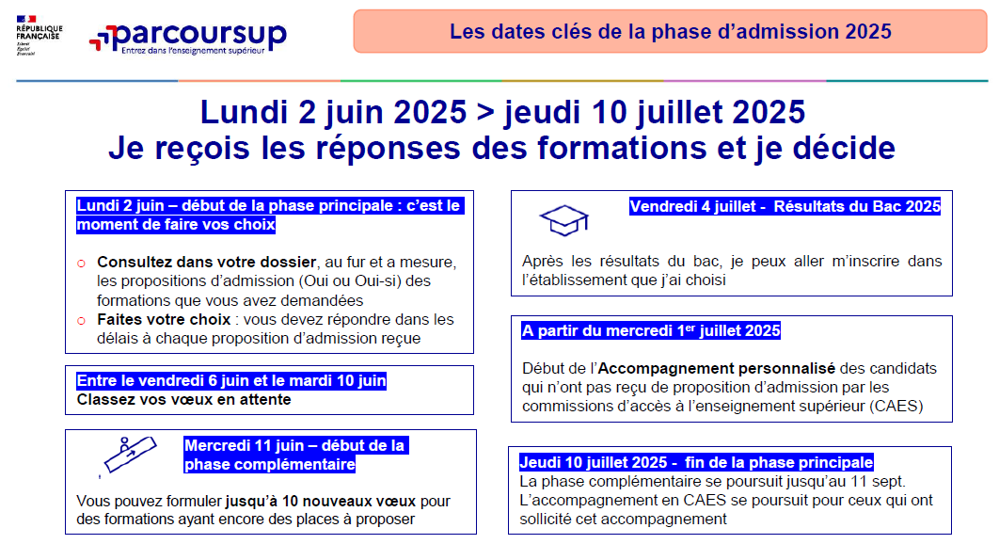 RÉPUBLIQUE
FRANÇAISE
Liberté
Égalité
Fraternité
parcoursup
Entrez dans l'enseignement supérieur
Les dates clés de la phase d'admission 2025
Lundi 2 juin 2025 > jeudi 10 juillet 2025
Je reçois les réponses des formations et je décide
Lundi 2 juin – début de la phase principale : c'est le
moment de faire vos choix
Consultez dans votre dossier, au fur et a mesure,
les propositions d'admission (Oui ou Oui-si) des
formations que vous avez demandées
Faites votre choix : vous devez répondre dans les
délais à chaque proposition d'admission reçue
Entre le vendredi 6 juin et le mardi 10 juin
Classez vos vœux en attente
Mercredi 11 juin – début de la
phase complémentaire
Vous pouvez formuler jusqu'à 10 nouveaux vœux pour
des formations ayant encore des places à proposer
Vendredi 4 juillet - Résultats du Bac 2025
Après les résultats du bac, je peux aller m'inscrire dans
l'établissement que j'ai choisi
A partir du mercredi 1er juillet 2025
Début de l'Accompagnement personnalisé des candidats
qui n'ont pas reçu de proposition d'admission par les
commissions d'accès à l'enseignement supérieur (CAES)
Jeudi 10 juillet 2025 - fin de la phase principale
La phase complémentaire se poursuit jusqu'au 11 sept.
L'accompagnement en CAES se poursuit pour ceux qui ont
sollicité cet accompagnement